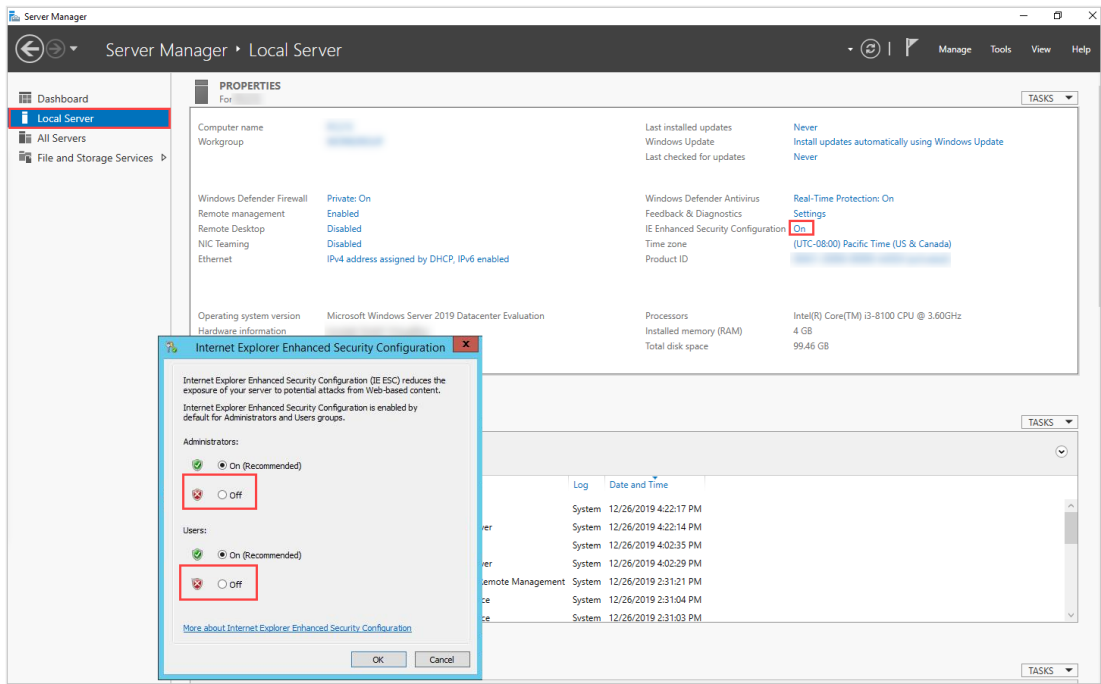 Server Manager
Server Manager • Local Server
Manage Tools View Help
Dashboard
Local Server
All Servers
File and Storage Services
PROPERTIES
For
TASKS
Computer name
Workgroup
Last installed updates Never
Windows Update Install updates automatically using Windows Update
Last checked for updates Never
Windows Defender Firewall Private: On
Remote management Enabled
Remote Desktop Disabled
NIC Teaming Disabled
Ethernet IPv4 address assigned by DHCP, IPv6 enabled
Windows Defender Antivirus Real-Time Protection: On
Feedback & Diagnostics Settings
IE Enhanced Security Configuration On
Time zone (UTC-08:00) Pacific Time (US & Canada)
Product ID
Operating system version Microsoft Windows Server 2019 Datacenter Evaluation
Hardware information
Processors Intel(R) Core(TM) i3-8100 CPU @ 3.60GHz
Installed memory (RAM) 4 GB
Total disk space 99.46 GB
Internet Explorer Enhanced Security Configuration
x
Internet Explorer Enhanced Security Configuration (IE ESC) reduces the
exposure of your server to potential attacks from Web-based content.
Internet Explorer Enhanced Security Configuration is enabled by
default for Administrators and Users groups.
Administrators:
On (Recommended)
Off
Users:
On (Recommended)
Off
More about Internet Explorer Enhanced Security Configuration
OK Cancel
TASKS
Log Date and Time
System 12/26/2019 4:22:17 PM
ver System 12/26/2019 4:22:14 PM
System 12/26/2019 4:02:35 PM
ver System 12/26/2019 4:02:29 PM
emote Management System 12/26/2019 2:31:21 PM
ce System 12/26/2019 2:31:04 PM
ce System 12/26/2019 2:31:03 PM
TASKS